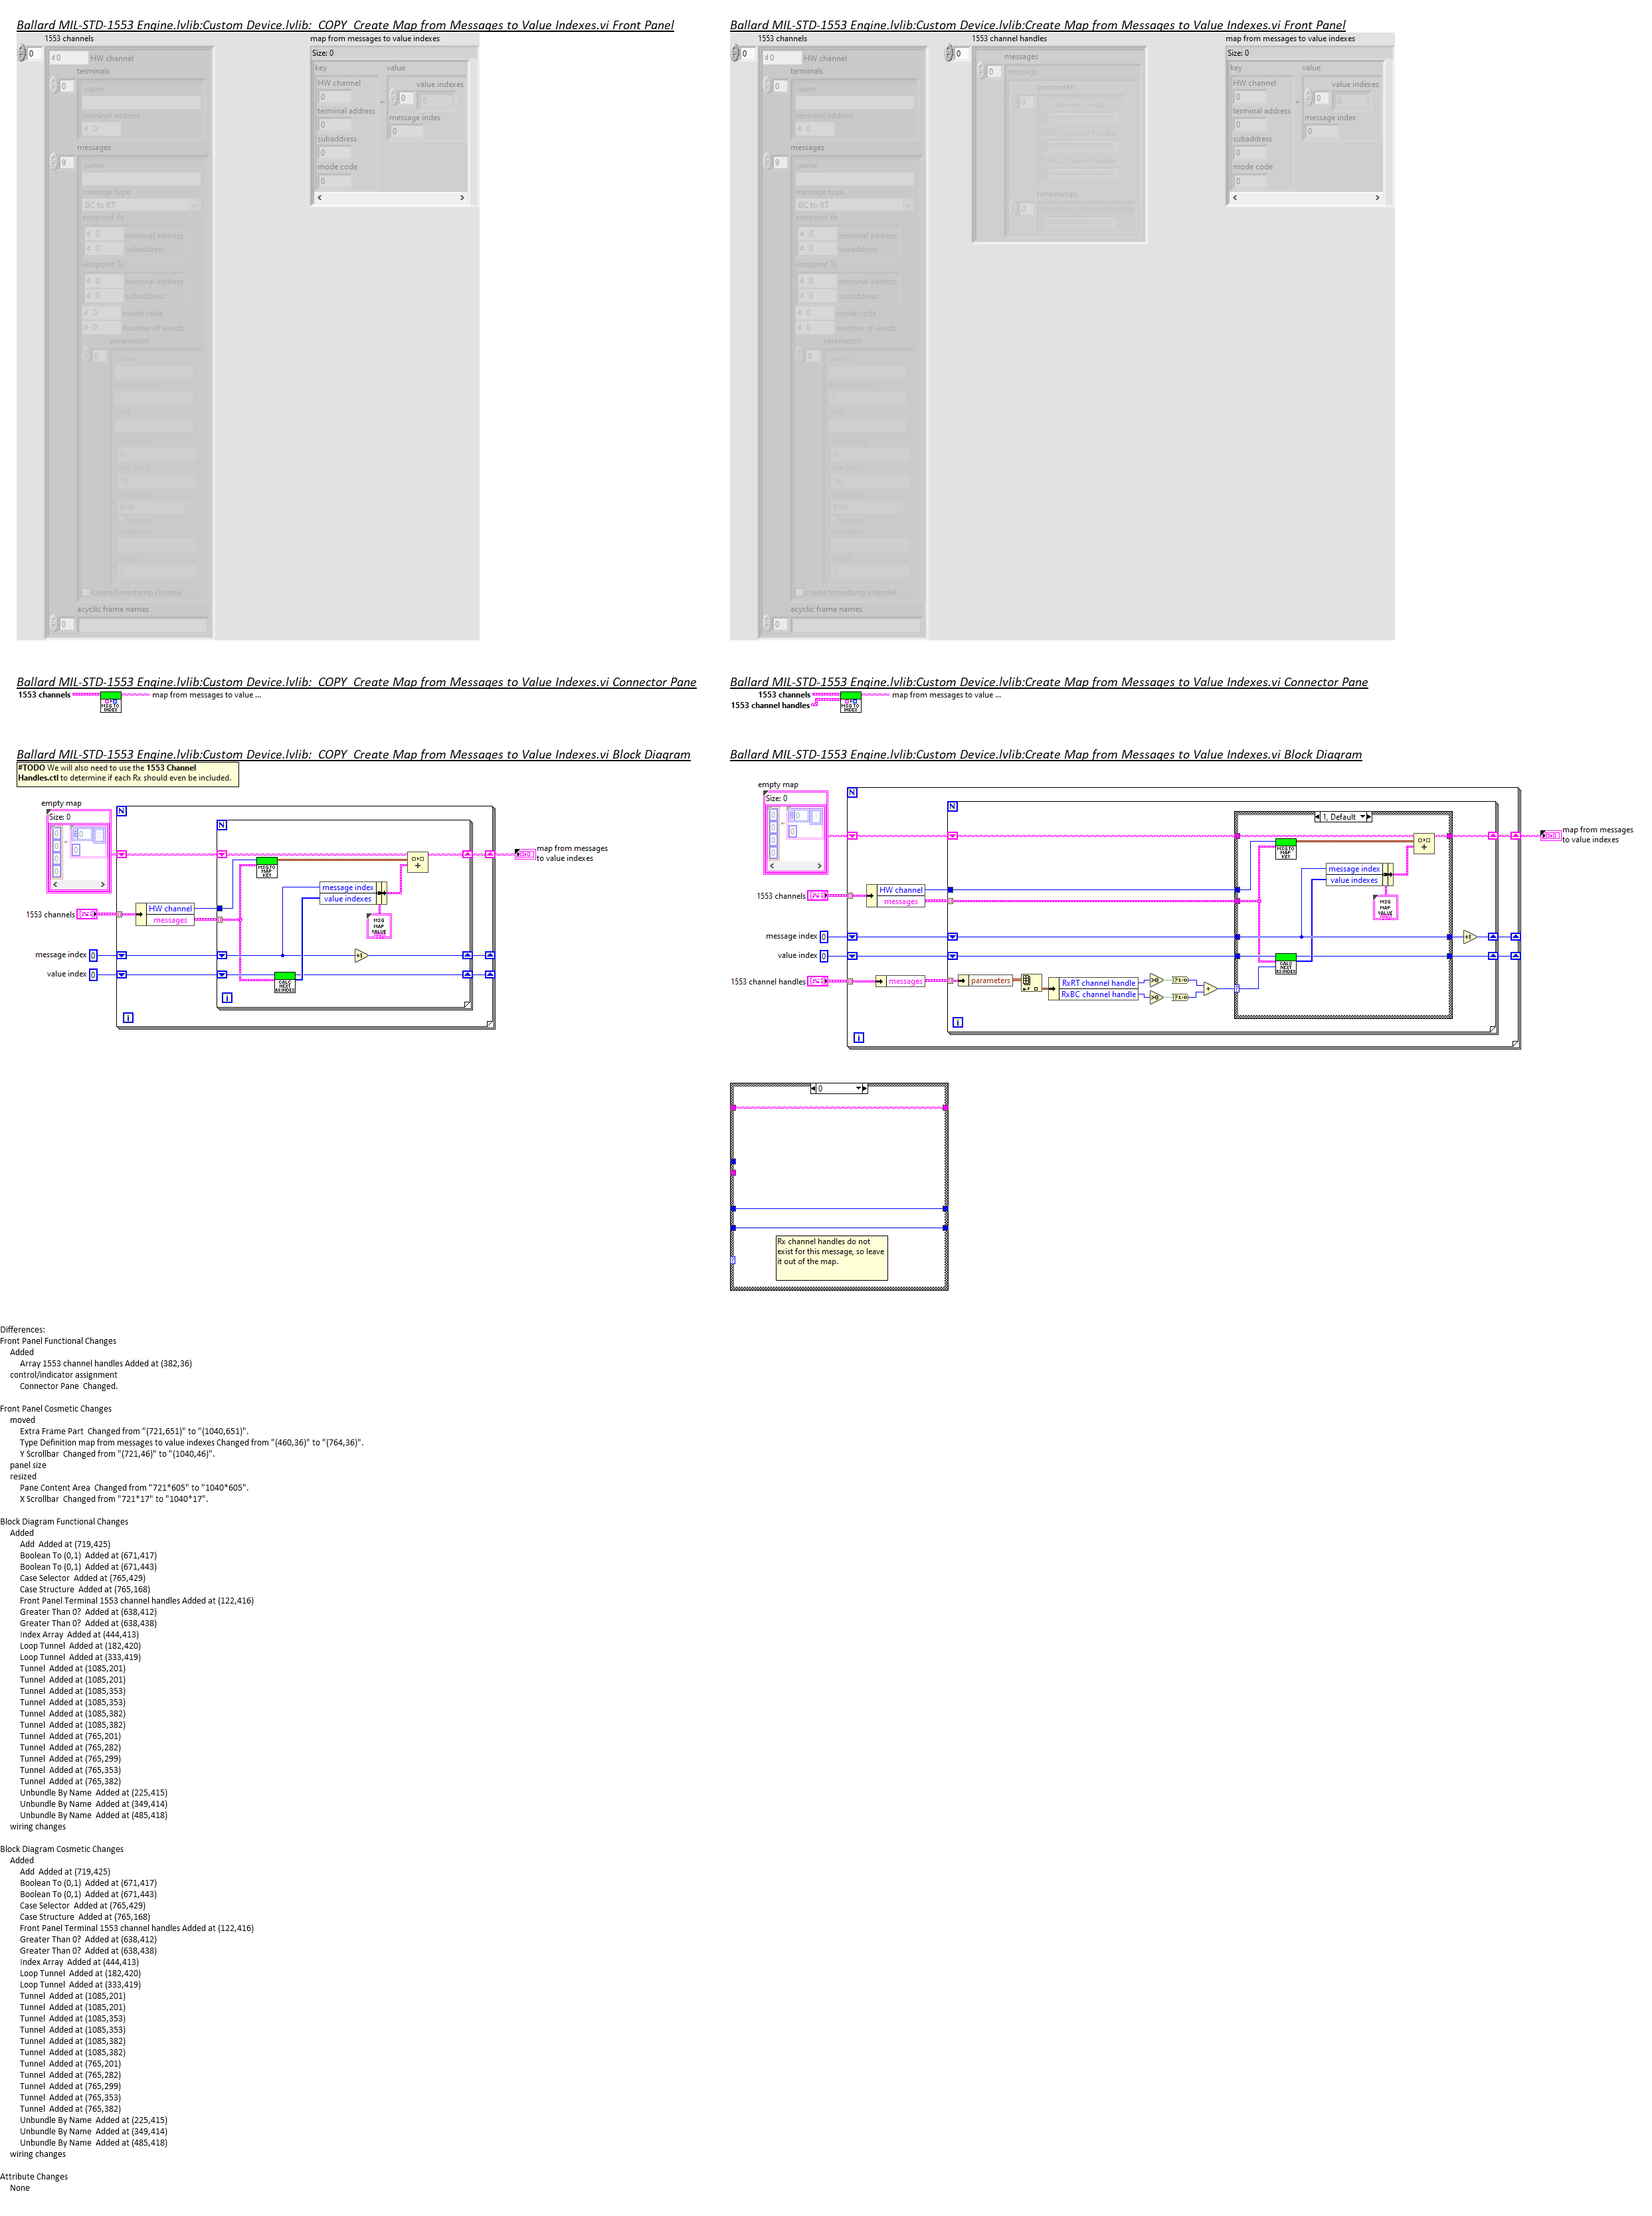 Ballard MIL-STD-1553 Engine.lvlib:Custom Device.lvlib:_COPY_Create Map from Messages to Value Indexes.vi Front Panel
1553 channels
map from messages to value indexes
0
0
HW channel
Size: 0
terminals
key
value
0
name
HW channel
value indexes
0
0
0
terminal address
terminal address
message index
0
0
0
messages
subaddress
9
name
0
mode code
message type
0
BC to RT
endpoint Rx
0
terminal address
0
subaddress
endpoint Tx
0
terminal address
0
subaddress
0
mode code
0
number of words
parameters
0
create timestamp channel
acyclic frame names
0
Ballard MIL-STD-1553 Engine.lvlib:Custom Device.lvlib:Create Map from Messages to Value Indexes.vi Front Panel
1553 channels
1553 channel handles
map from messages to value indexes
0
0
HW channel
0
messages
Size: 0
terminals
0
message
key
value
0
name
parameters
HW channel
value indexes
0
Tx channel handle
0
0
0
terminal address
RxRT channel handle
terminal address
message index
0
RxBC channel handle
0
0
messages
subaddress
9
name
0
mode code
message type
timestamps
0
BC to RT
0
endpoint Rx
0
terminal address
0
subaddress
endpoint Tx
0
terminal address
0
subaddress
0
mode code
0
number of words
parameters
0
create timestamp channel
acyclic frame names
0
Ballard MIL-STD-1553 Engine.lvlib:Custom Device.lvlib:_COPY_Create Map from Messages to Value Indexes.vi Connector Pane
1553 channels
map from messages to value ...
MSG TO
INDEX
Ballard MIL-STD-1553 Engine.lvlib:Custom Device.lvlib:Create Map from Messages to Value Indexes.vi Connector Pane
1553 channels
map from messages to value ...
1553 channel handles
MSG TO
INDEX
Ballard MIL-STD-1553 Engine.lvlib:Custom Device.lvlib:_COPY_Create Map from Messages to Value Indexes.vi Block Diagram
#TODO We will also need to use the 1553 Channel
Handles.ctl to determine if each Rx should even be included.
empty map
Size: 0
N
N
map from messages
to value indexes
MSG TO
MAP
KEY
message index
value indexes
HW channel
1553 channels
messages
MSG
MAP
VALUE
message index
0
+1
value index
0
CALC
NEXT
RX INDEX
i
i
Ballard MIL-STD-1553 Engine.lvlib:Custom Device.lvlib:Create Map from Messages to Value Indexes.vi Block Diagram
empty map
Size: 0
N
N
1, Default
map from messages
to value indexes
MSG TO
MAP
KEY
message index
value indexes
HW channel
1553 channels
messages
MSG
MAP
VALUE
message index
0
+1
value index
0
CALC
NEXT
RX INDEX
1553 channel handles
messages
parameters
RxRT channel handle
>0
?1:0
RxBC channel handle
>0
?1:0
+
?
i
i
0
?
Rx channel handles do not
exist for this message, so leave
it out of the map.
Differences:
Front Panel Functional Changes
Added
Array 1553 channel handles Added at (382,36)
control/indicator assignment
Connector Pane  Changed.
Front Panel Cosmetic Changes
moved
Extra Frame Part  Changed from "(721,651)" to "(1040,651)".
Type Definition map from messages to value indexes Changed from "(460,36)" to "(764,36)".
Y Scrollbar  Changed from "(721,46)" to "(1040,46)".
panel size
resized
Pane Content Area  Changed from "721*605" to "1040*605".
X Scrollbar  Changed from "721*17" to "1040*17".
Block Diagram Functional Changes
Added
Add  Added at (719,425)
Boolean To (0,1)  Added at (671,417)
Boolean To (0,1)  Added at (671,443)
Case Selector  Added at (765,429)
Case Structure  Added at (765,168)
Front Panel Terminal 1553 channel handles Added at (122,416)
Greater Than 0?  Added at (638,412)
Greater Than 0?  Added at (638,438)
Index Array  Added at (444,413)
Loop Tunnel  Added at (182,420)
Loop Tunnel  Added at (333,419)
Tunnel  Added at (1085,201)
Tunnel  Added at (1085,201)
Tunnel  Added at (1085,353)
Tunnel  Added at (1085,353)
Tunnel  Added at (1085,382)
Tunnel  Added at (1085,382)
Tunnel  Added at (765,201)
Tunnel  Added at (765,282)
Tunnel  Added at (765,299)
Tunnel  Added at (765,353)
Tunnel  Added at (765,382)
Unbundle By Name  Added at (225,415)
Unbundle By Name  Added at (349,414)
Unbundle By Name  Added at (485,418)
wiring changes
Block Diagram Cosmetic Changes
Added
Add  Added at (719,425)
Boolean To (0,1)  Added at (671,417)
Boolean To (0,1)  Added at (671,443)
Case Selector  Added at (765,429)
Case Structure  Added at (765,168)
Front Panel Terminal 1553 channel handles Added at (122,416)
Greater Than 0?  Added at (638,412)
Greater Than 0?  Added at (638,438)
Index Array  Added at (444,413)
Loop Tunnel  Added at (182,420)
Loop Tunnel  Added at (333,419)
Tunnel  Added at (1085,201)
Tunnel  Added at (1085,201)
Tunnel  Added at (1085,353)
Tunnel  Added at (1085,353)
Tunnel  Added at (1085,382)
Tunnel  Added at (1085,382)
Tunnel  Added at (765,201)
Tunnel  Added at (765,282)
Tunnel  Added at (765,299)
Tunnel  Added at (765,353)
Tunnel  Added at (765,382)
Unbundle By Name  Added at (225,415)
Unbundle By Name  Added at (349,414)
Unbundle By Name  Added at (485,418)
wiring changes
Attribute Changes
None